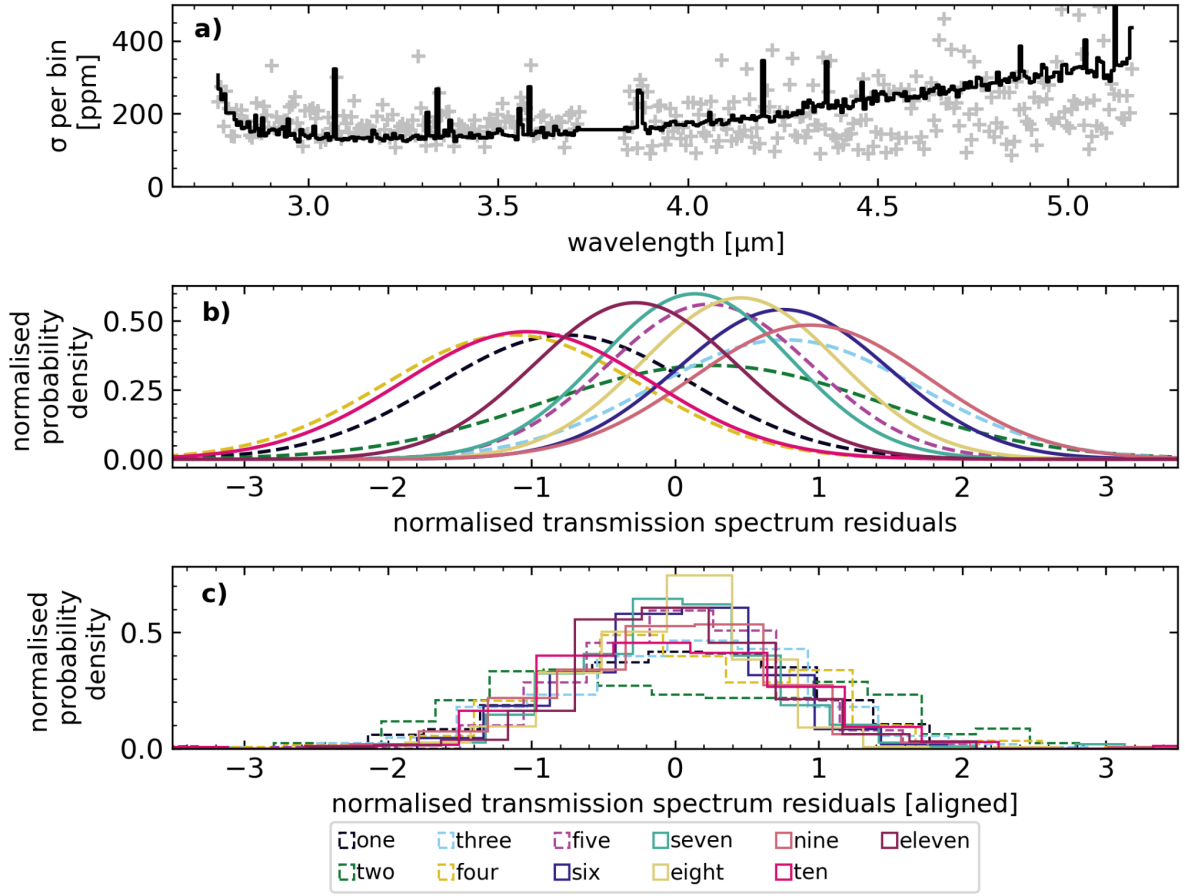 a)
σ per bin
[ppm]
400
200
0
3.0 3.5 4.0 4.5 5.0
wavelength [µm]
b)
normalised
probability
density
0.50
0.25
0.00
−3 −2 −1 0 1 2 3
normalised transmission spectrum residuals
c)
normalised
probability
density
0.5
0.0
−3 −2 −1 0 1 2 3
normalised transmission spectrum residuals [aligned]
one three five seven nine eleven
two four six eight ten